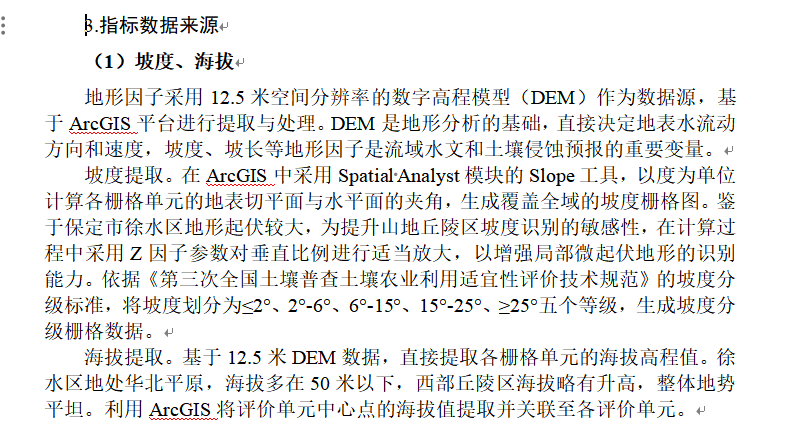 3.指标数据来源
（1）坡度、海拔
地形因子采用 12.5 米空间分辨率的数字高程模型（DEM）作为数据源，基
于 ArcGIS 平台进行提取与处理。DEM 是地形分析的基础，直接决定地表水流动
方向和速度，坡度、坡长等地形因子是流域水文和土壤侵蚀预报的重要变量。
坡度提取。在 ArcGIS 中采用 Spatial Analyst 模块的 Slope 工具，以度为单位
计算各栅格单元的地表切平面与水平面的夹角，生成覆盖全域的坡度栅格图。鉴
于保定市徐水区地形起伏较大，为提升山地丘陵区坡度识别的敏感性，在计算过
程中采用 Z 因子参数对垂直比例进行适当放大，以增强局部微起伏地形的识别
能力。依据《第三次全国土壤普查土壤农业利用适宜性评价技术规范》的坡度分
级标准，将坡度划分为≤2°、2°-6°、6°-15°、15°-25°、≥25°五个等级，生成坡度分
级栅格数据。
海拔提取。基于 12.5 米 DEM 数据，直接提取各栅格单元的海拔高程值。徐
水区地处华北平原，海拔多在 50 米以下，西部丘陵区海拔略有升高，整体地势
平坦。利用 ArcGIS 将评价单元中心点的海拔值提取并关联至各评价单元。